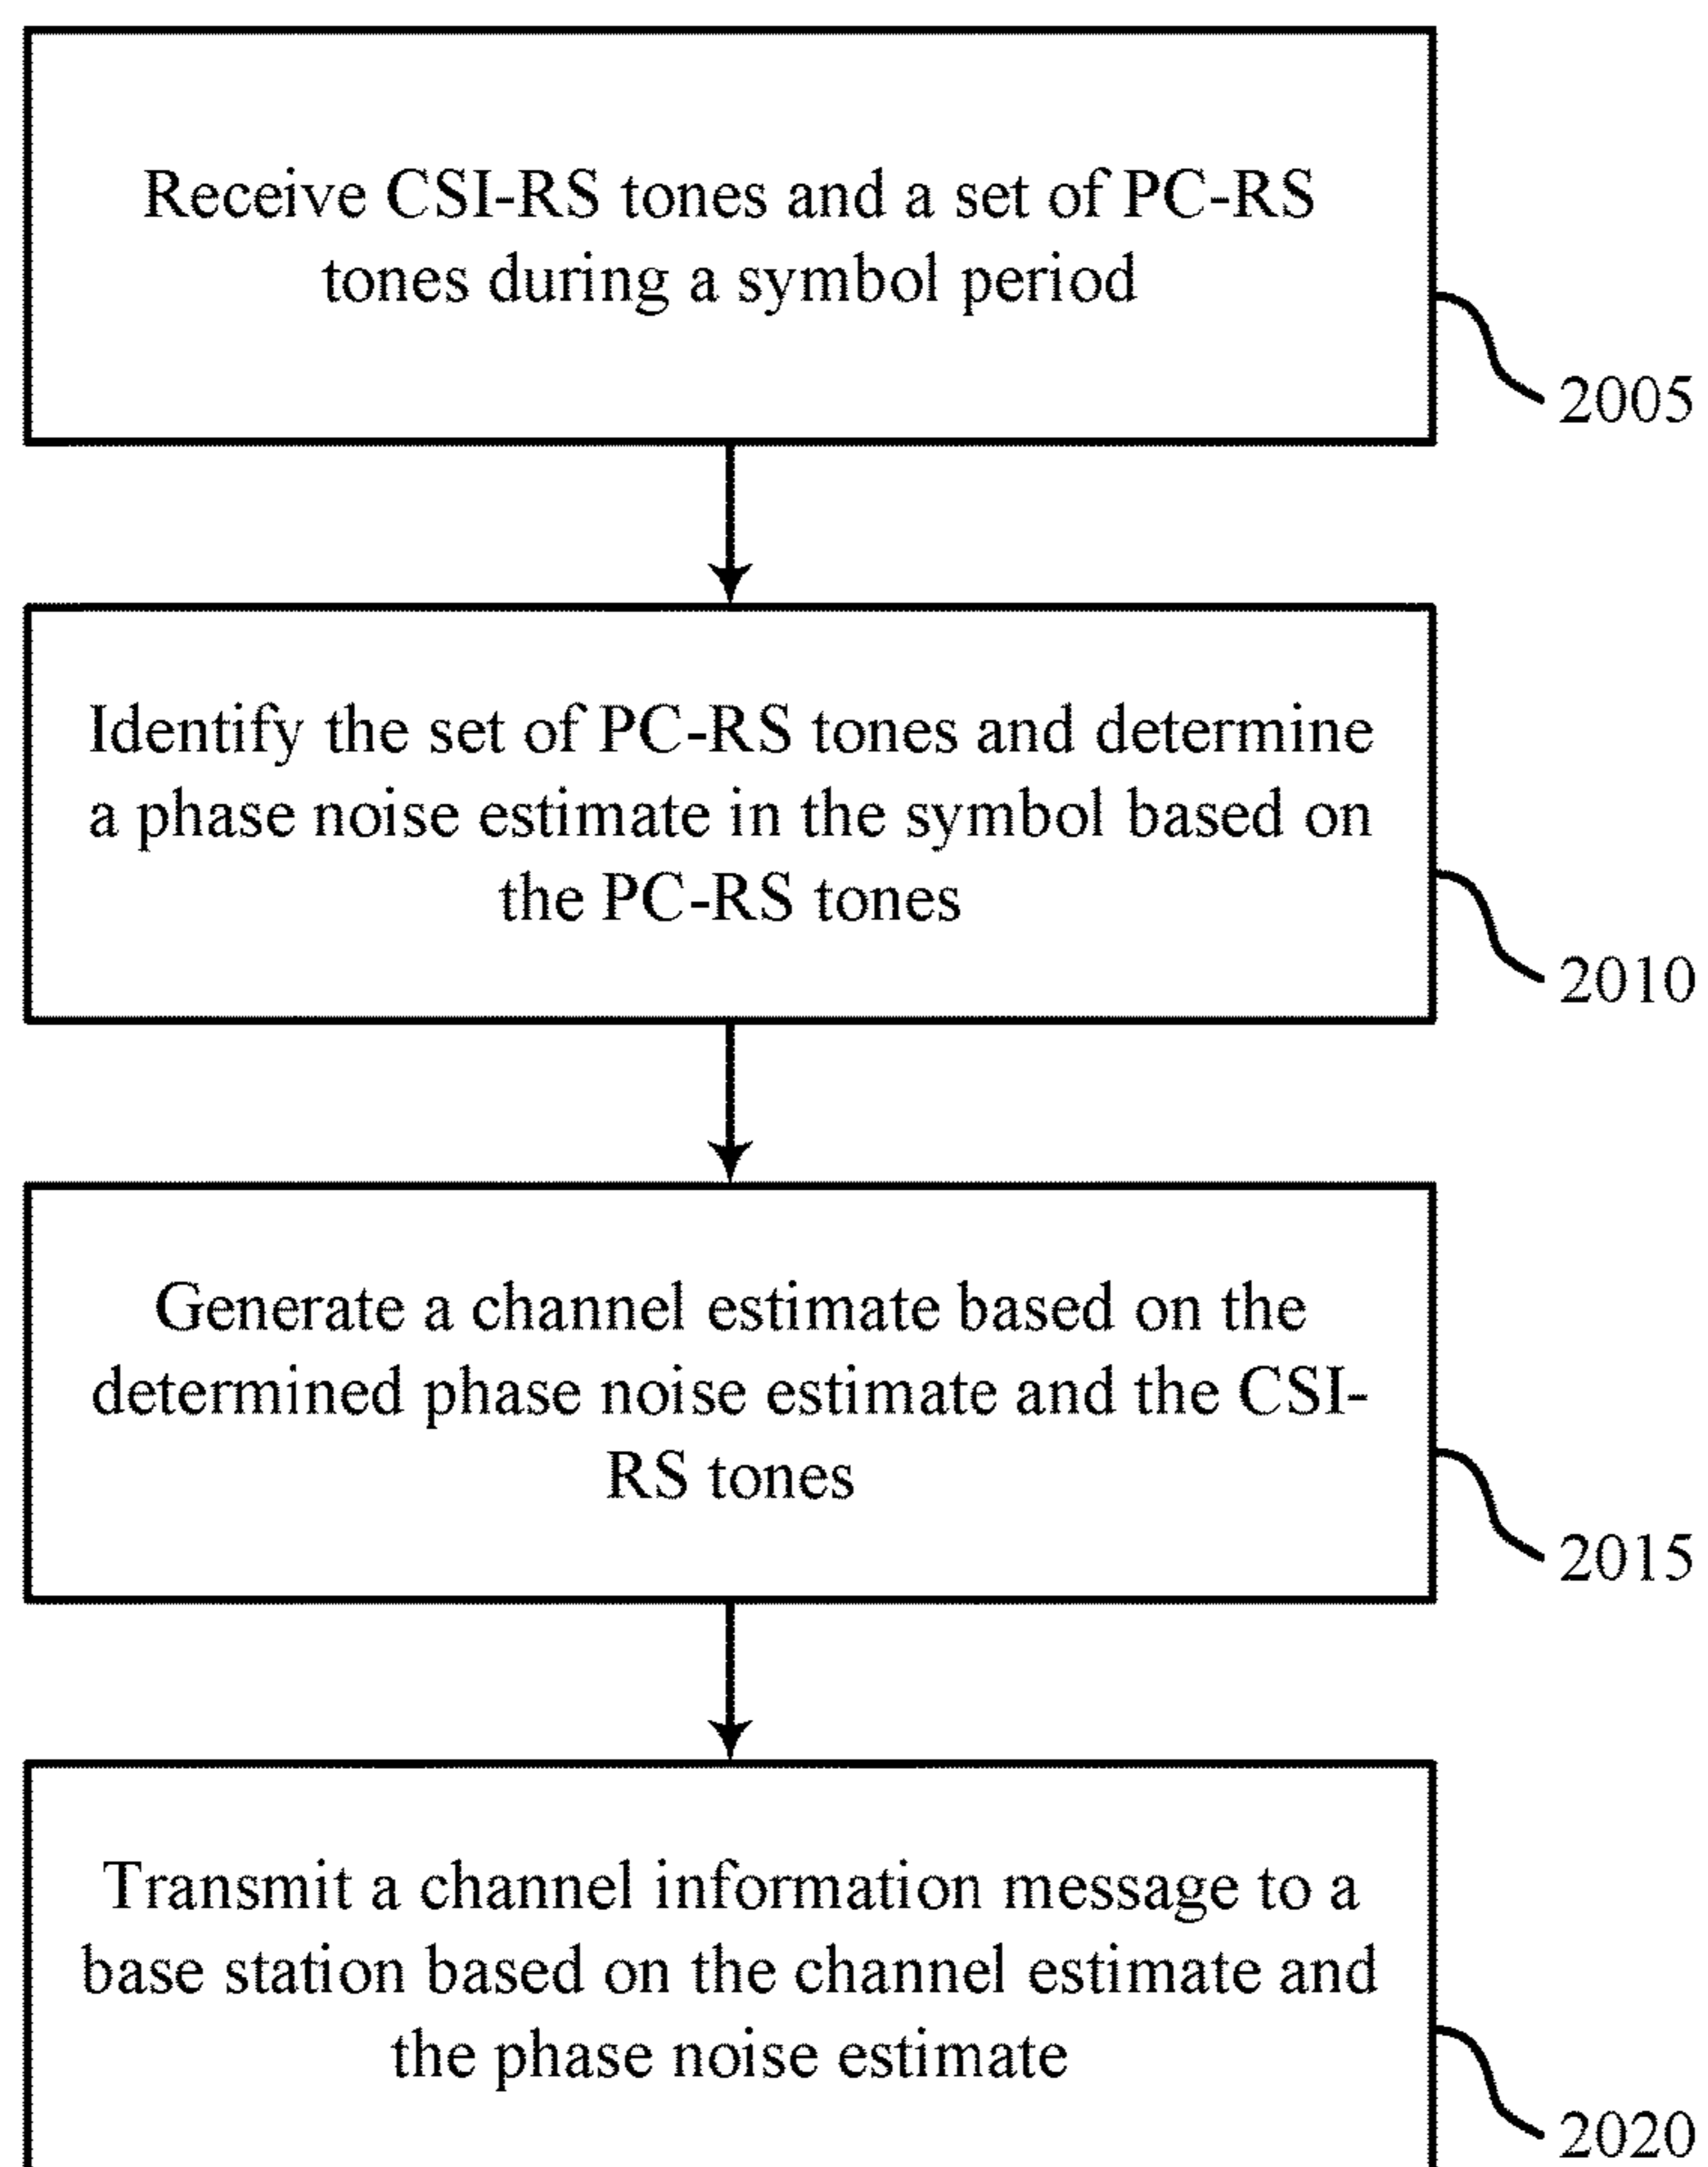 Receive CSI-RS tones and a set of PC-RS
tones during a symbol period
2005
Identify the set of PC-RS tones and determine
a phase noise estimate in the symbol based on
the PC-RS tones
2010
Generate a channel estimate based on the
determined phase noise estimate and the CSI-
RS tones
2015
Transmit a channel information message to a
base station based on the channel estimate and
the phase noise estimate
2020